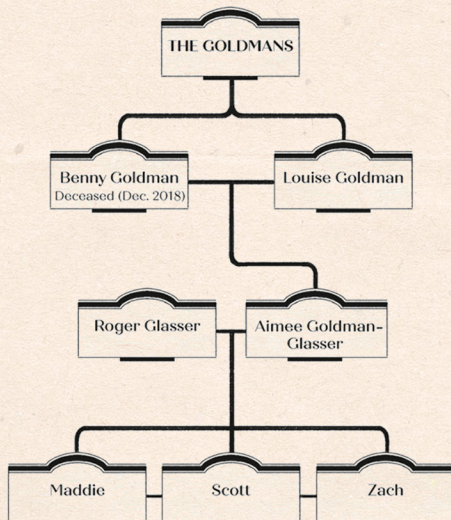 THE GOLDMANS
Benny Goldman
Deceased (Dec. 2018)
Louise Goldman
Roger Glasser
Aimee Goldman-
Glasser
Maddie
Scott
Zach